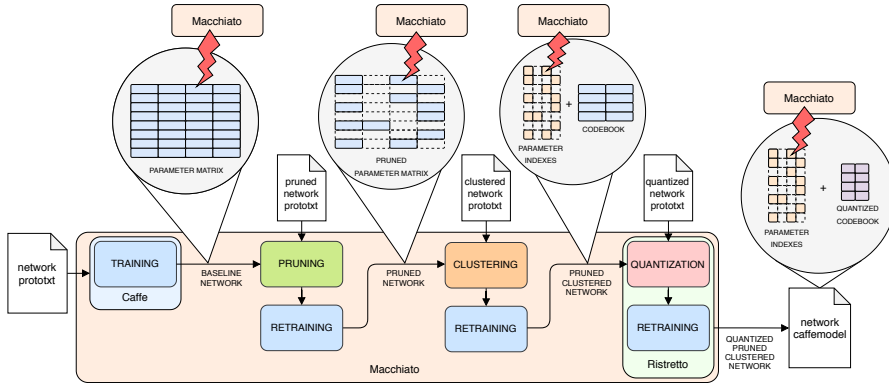 Macchiato
Macchiato
Macchiato
Macchiato
PARAMETER MATRIX
PRUNED
PARAMETER MATRIX
+
PARAMETER
INDEXES
CODEBOOK
+
PARAMETER
INDEXES
QUANTIZED
CODEBOOK
pruned
network
prototxt
clustered
network
prototxt
quantized
network
prototxt
network
prototxt
TRAINING
Caffe
BASELINE
NETWORK
PRUNING
RETRAINING
PRUNED
NETWORK
CLUSTERING
RETRAINING
PRUNED
CLUSTERED
NETWORK
QUANTIZATION
RETRAINING
Ristretto
Macchiato
QUANTIZED
PRUNED
CLUSTERED
NETWORK
network
caffemodel